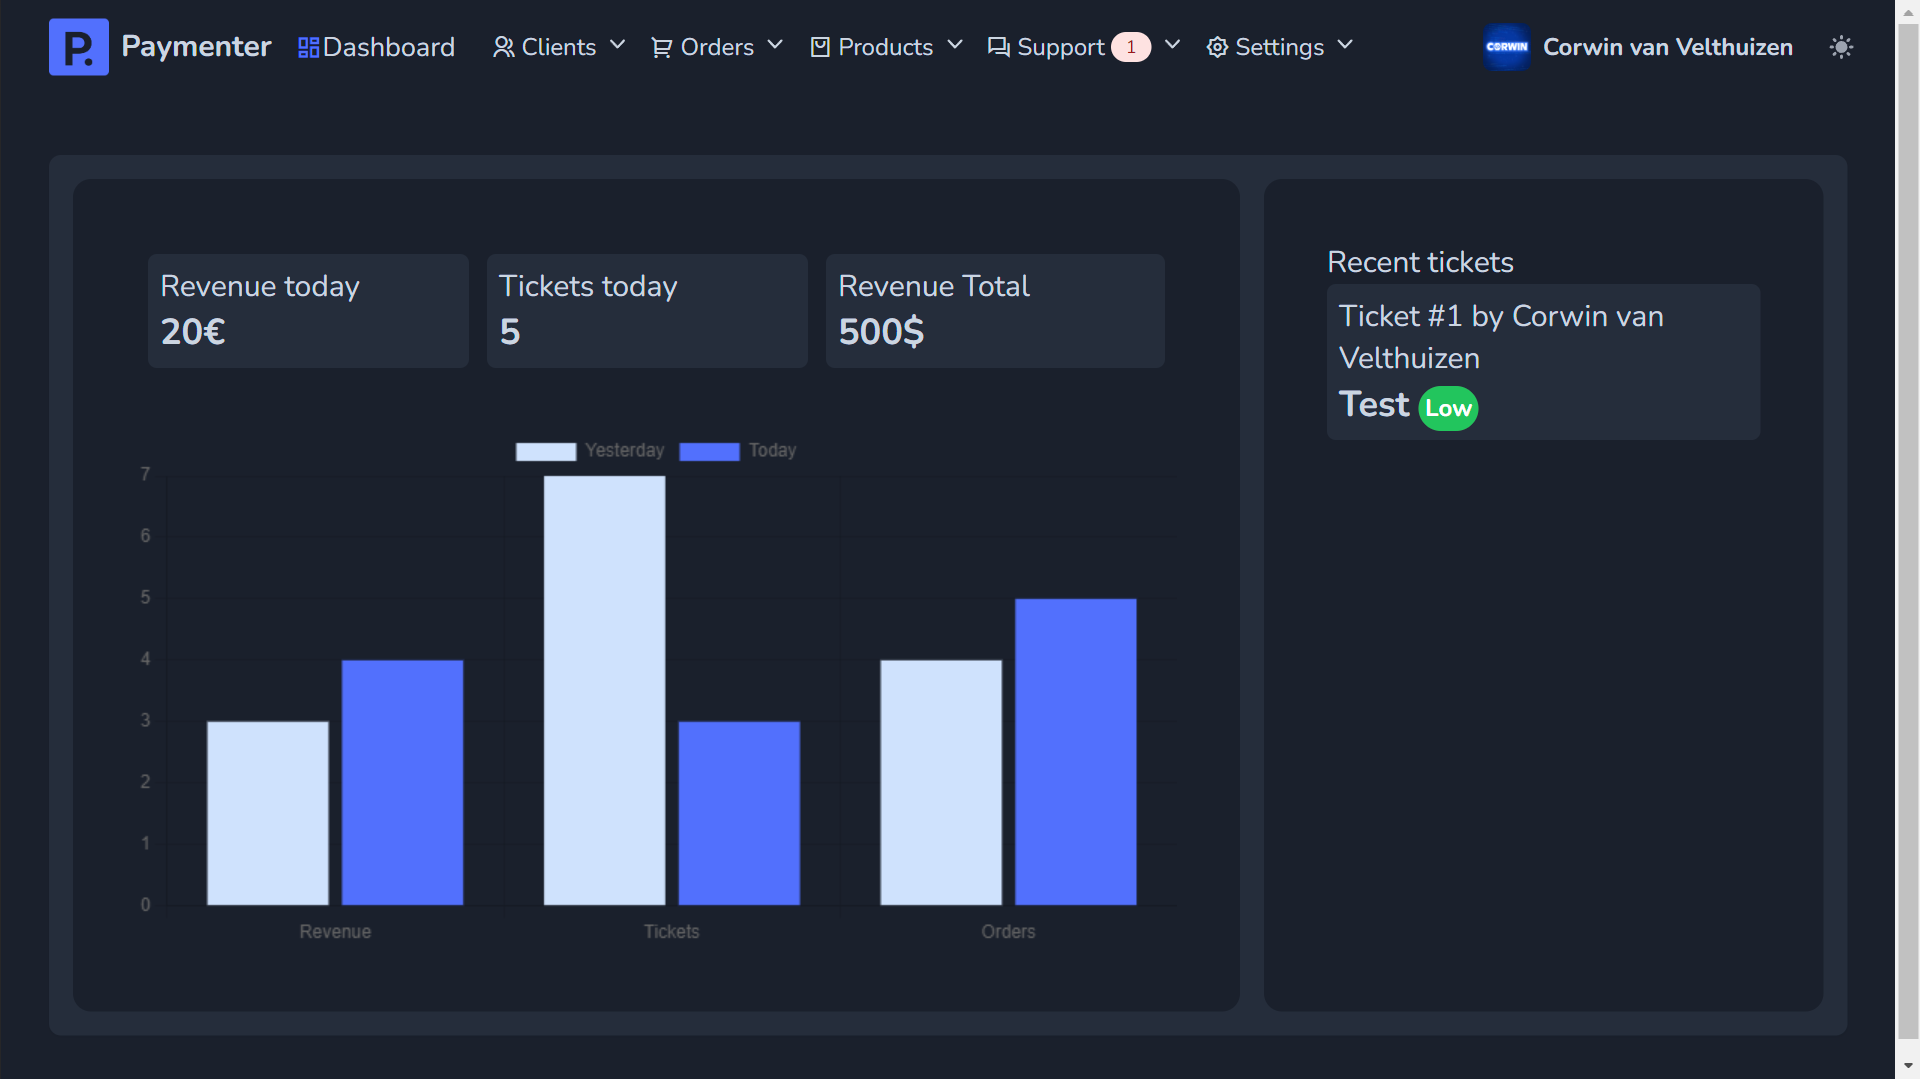 P. Paymenter Dashboard Clients Orders Products Support 1 Settings CORWIN Corwin van Velthuizen
Revenue today
20€
Tickets today
5
Revenue Total
500$
Yesterday Today
7
6
5
4
3
2
1
0
Revenue Tickets Orders
Recent tickets
Ticket #1 by Corwin van
Velthuizen
Test Low